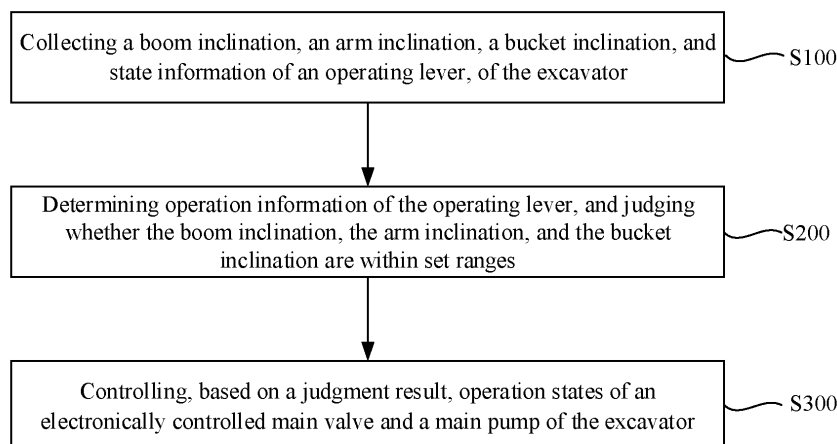 Collecting a boom inclination, an arm inclination, a bucket inclination, and
state information of an operating lever, of the excavator
S100
Determining operation information of the operating lever, and judging
whether the boom inclination, the arm inclination, and the bucket
inclination are within set ranges
S200
Controlling, based on a judgment result, operation states of an
electronically controlled main valve and a main pump of the excavator
S300